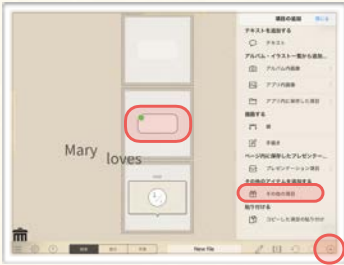 項目の追加 閉じる
テキストを追加する
テキスト
アルバム・イラスト一覧から追加...
アルバム内画像
アプリ内画像
アプリ内に保存した項目
描画する
線
手書き
ページ内に保存したプレゼンテー...
プレゼンテーション項目
その他のアイテムを追加する
その他の項目
貼り付ける
コピーした項目の貼り付け
Mary loves
New File